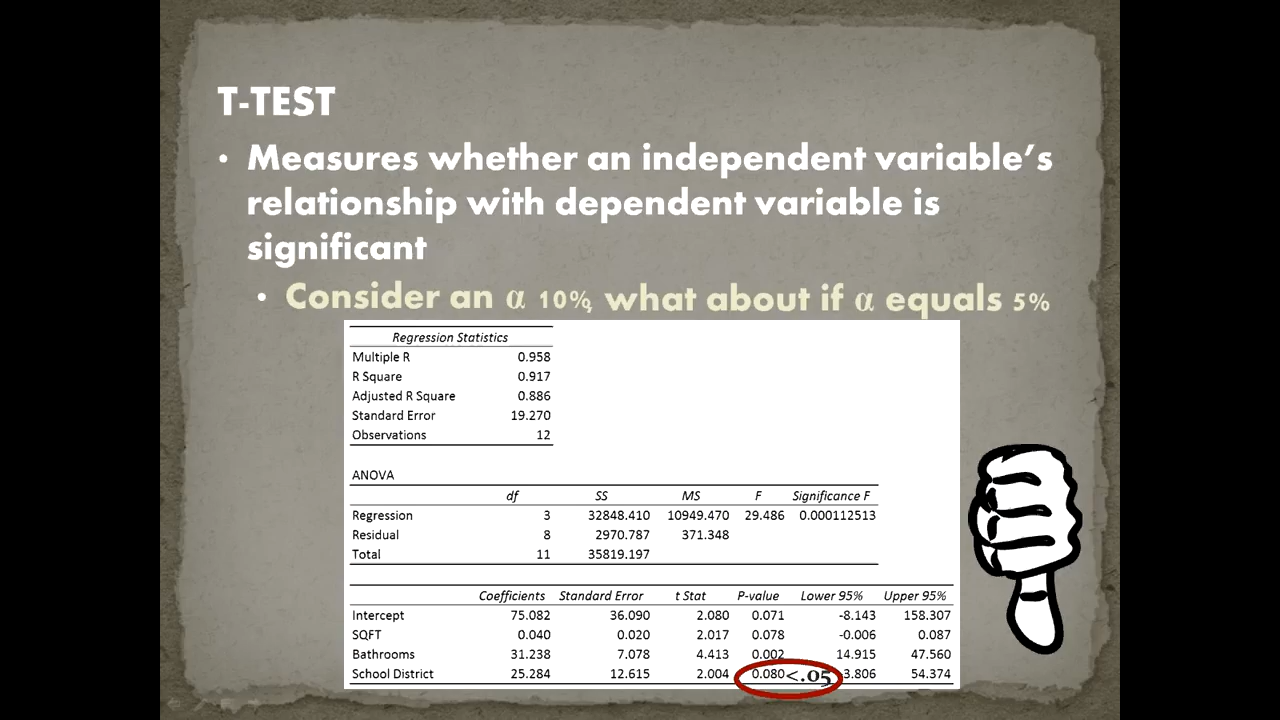 T-TEST
• Measures whether an independent variable’s
relationship with dependent variable is
significant
• Consider an α 10%, what about if α equals 5%
Regression Statistics
Multiple R 0.958
R Square 0.917
Adjusted R Square 0.886
Standard Error 19.270
Observations 12
ANOVA
df SS MS F Significance F
Regression 3 32848.410 10949.470 29.486 0.000112513
Residual 8 2970.787 371.348
Total 11 35819.197
Coefficients Standard Error t Stat P-value Lower 95% Upper 95%
Intercept 75.082 36.090 2.080 0.071 -8.143 158.307
SQFT 0.040 0.020 2.017 0.078 -0.006 0.087
Bathrooms 31.238 7.078 4.413 0.002 14.915 47.560
School District 25.284 12.615 2.004 0.080<.05 3.806 54.374